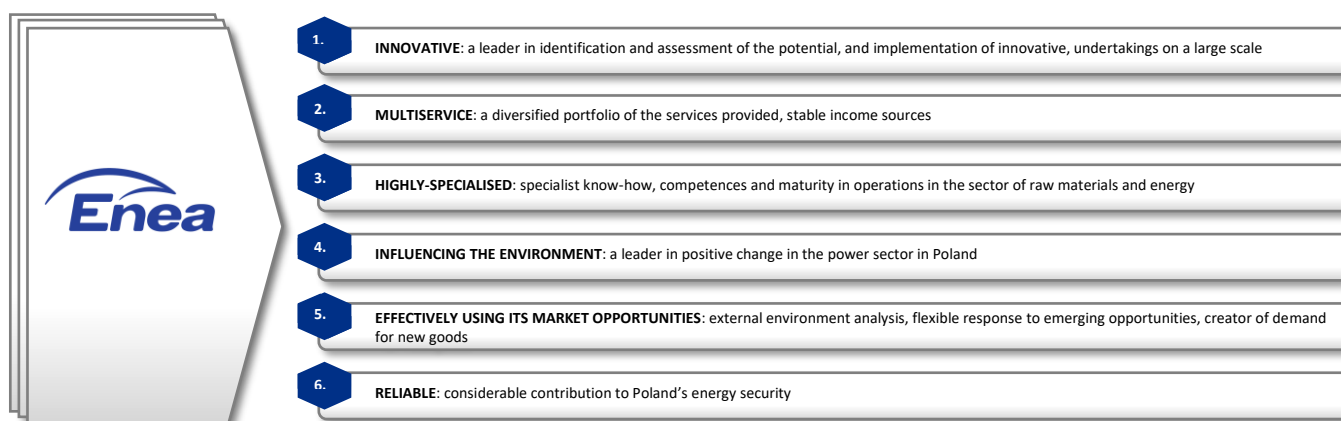 Enea
1.
INNOVATIVE: a leader in identification and assessment of the potential, and implementation of innovative, undertakings on a large scale
2.
MULTISERVICE: a diversified portfolio of the services provided, stable income sources
3.
HIGHLY-SPECIALISED: specialist know-how, competences and maturity in operations in the sector of raw materials and energy
4.
INFLUENCING THE ENVIRONMENT: a leader in positive change in the power sector in Poland
5.
EFFECTIVELY USING ITS MARKET OPPORTUNITIES: external environment analysis, flexible response to emerging opportunities, creator of demand
for new goods
6.
RELIABLE: considerable contribution to Poland's energy security